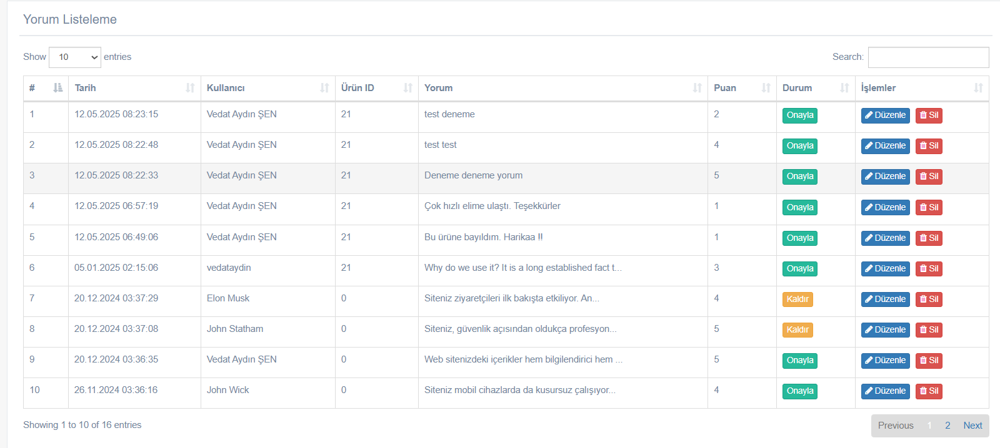 Yorum Listeleme
Show 10 entries Search:
# Tarih Kullanıcı Ürün ID Yorum Puan Durum İşlemler
1 12.05.2025 08:23:15 Vedat Aydın ŞEN 21 test deneme 2 Onayla Düzenle Sil
2 12.05.2025 08:22:48 Vedat Aydın ŞEN 21 test test 4 Onayla Düzenle Sil
3 12.05.2025 08:22:33 Vedat Aydın ŞEN 21 Deneme deneme yorum 5 Onayla Düzenle Sil
4 12.05.2025 06:57:19 Vedat Aydın ŞEN 21 Çok hızlı elime ulaştı. Teşekkürler 1 Onayla Düzenle Sil
5 12.05.2025 06:49:06 Vedat Aydın ŞEN 21 Bu ürüne bayıldım. Harikaa !! 1 Onayla Düzenle Sil
6 05.01.2025 02:15:06 vedataydin 21 Why do we use it? It is a long established fact t... 3 Onayla Düzenle Sil
7 20.12.2024 03:37:29 Elon Musk 0 Siteniz ziyaretçileri ilk bakışta etkiliyor. An... 4 Kaldır Düzenle Sil
8 20.12.2024 03:37:08 John Statham 0 Siteniz, güvenlik açısından oldukça profesyon... 5 Kaldır Düzenle Sil
9 20.12.2024 03:36:35 Vedat Aydın ŞEN 0 Web sitenizdeki içerikler hem bilgilendirici hem ... 5 Onayla Düzenle Sil
10 26.11.2024 03:36:16 John Wick 0 Siteniz mobil cihazlarda da kusursuz çalışıyor... 4 Onayla Düzenle Sil
Showing 1 to 10 of 16 entries Previous 1 2 Next